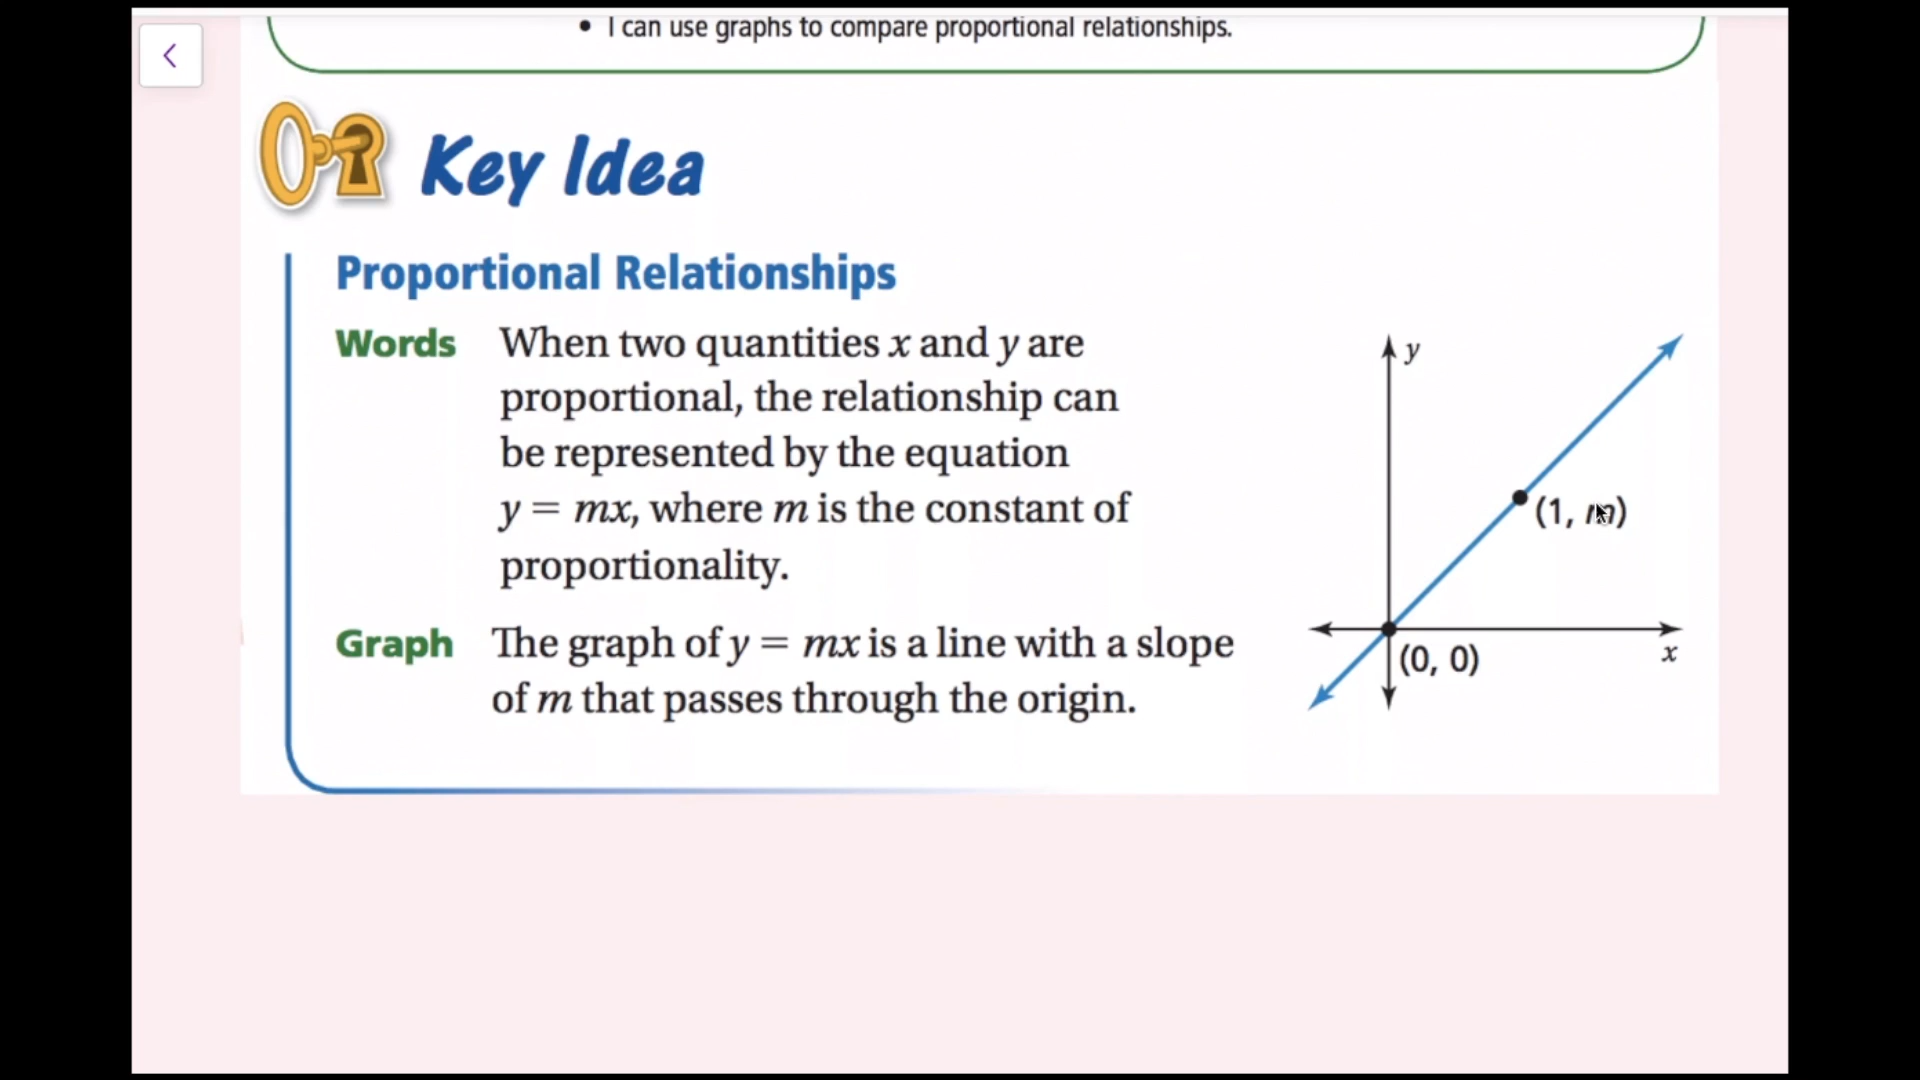 • I can use graphs to compare proportional relationships.
Key Idea
Proportional Relationships
Words When two quantities x and y are
proportional, the relationship can
be represented by the equation
y = mx, where m is the constant of
proportionality.
Graph The graph of y = mx is a line with a slope
of m that passes through the origin.
y
(1, m)
(0, 0)
x